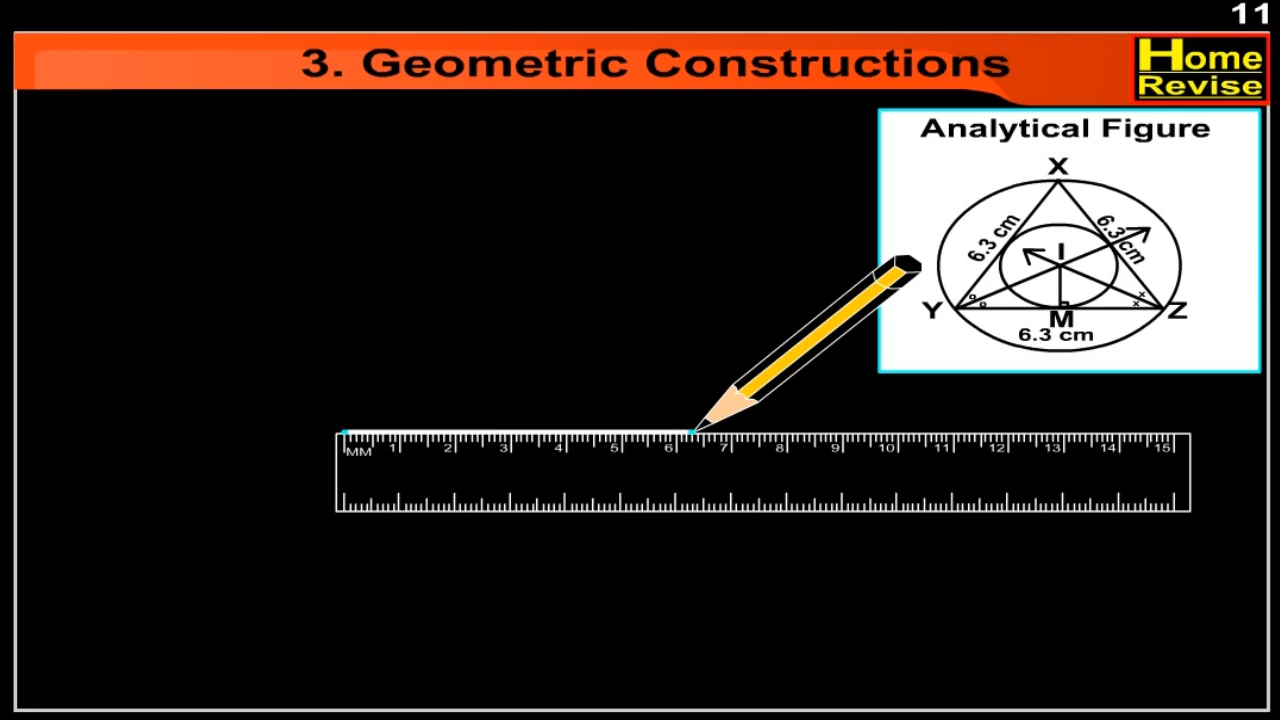 11
3. Geometric Constructions
Home
Revise
Analytical Figure
X
6.3 cm
6.3 cm
I
Y
Z
M
6.3 cm
MM 1 2 3 4 5 6 7 8 9 10 11 12 13 14 15